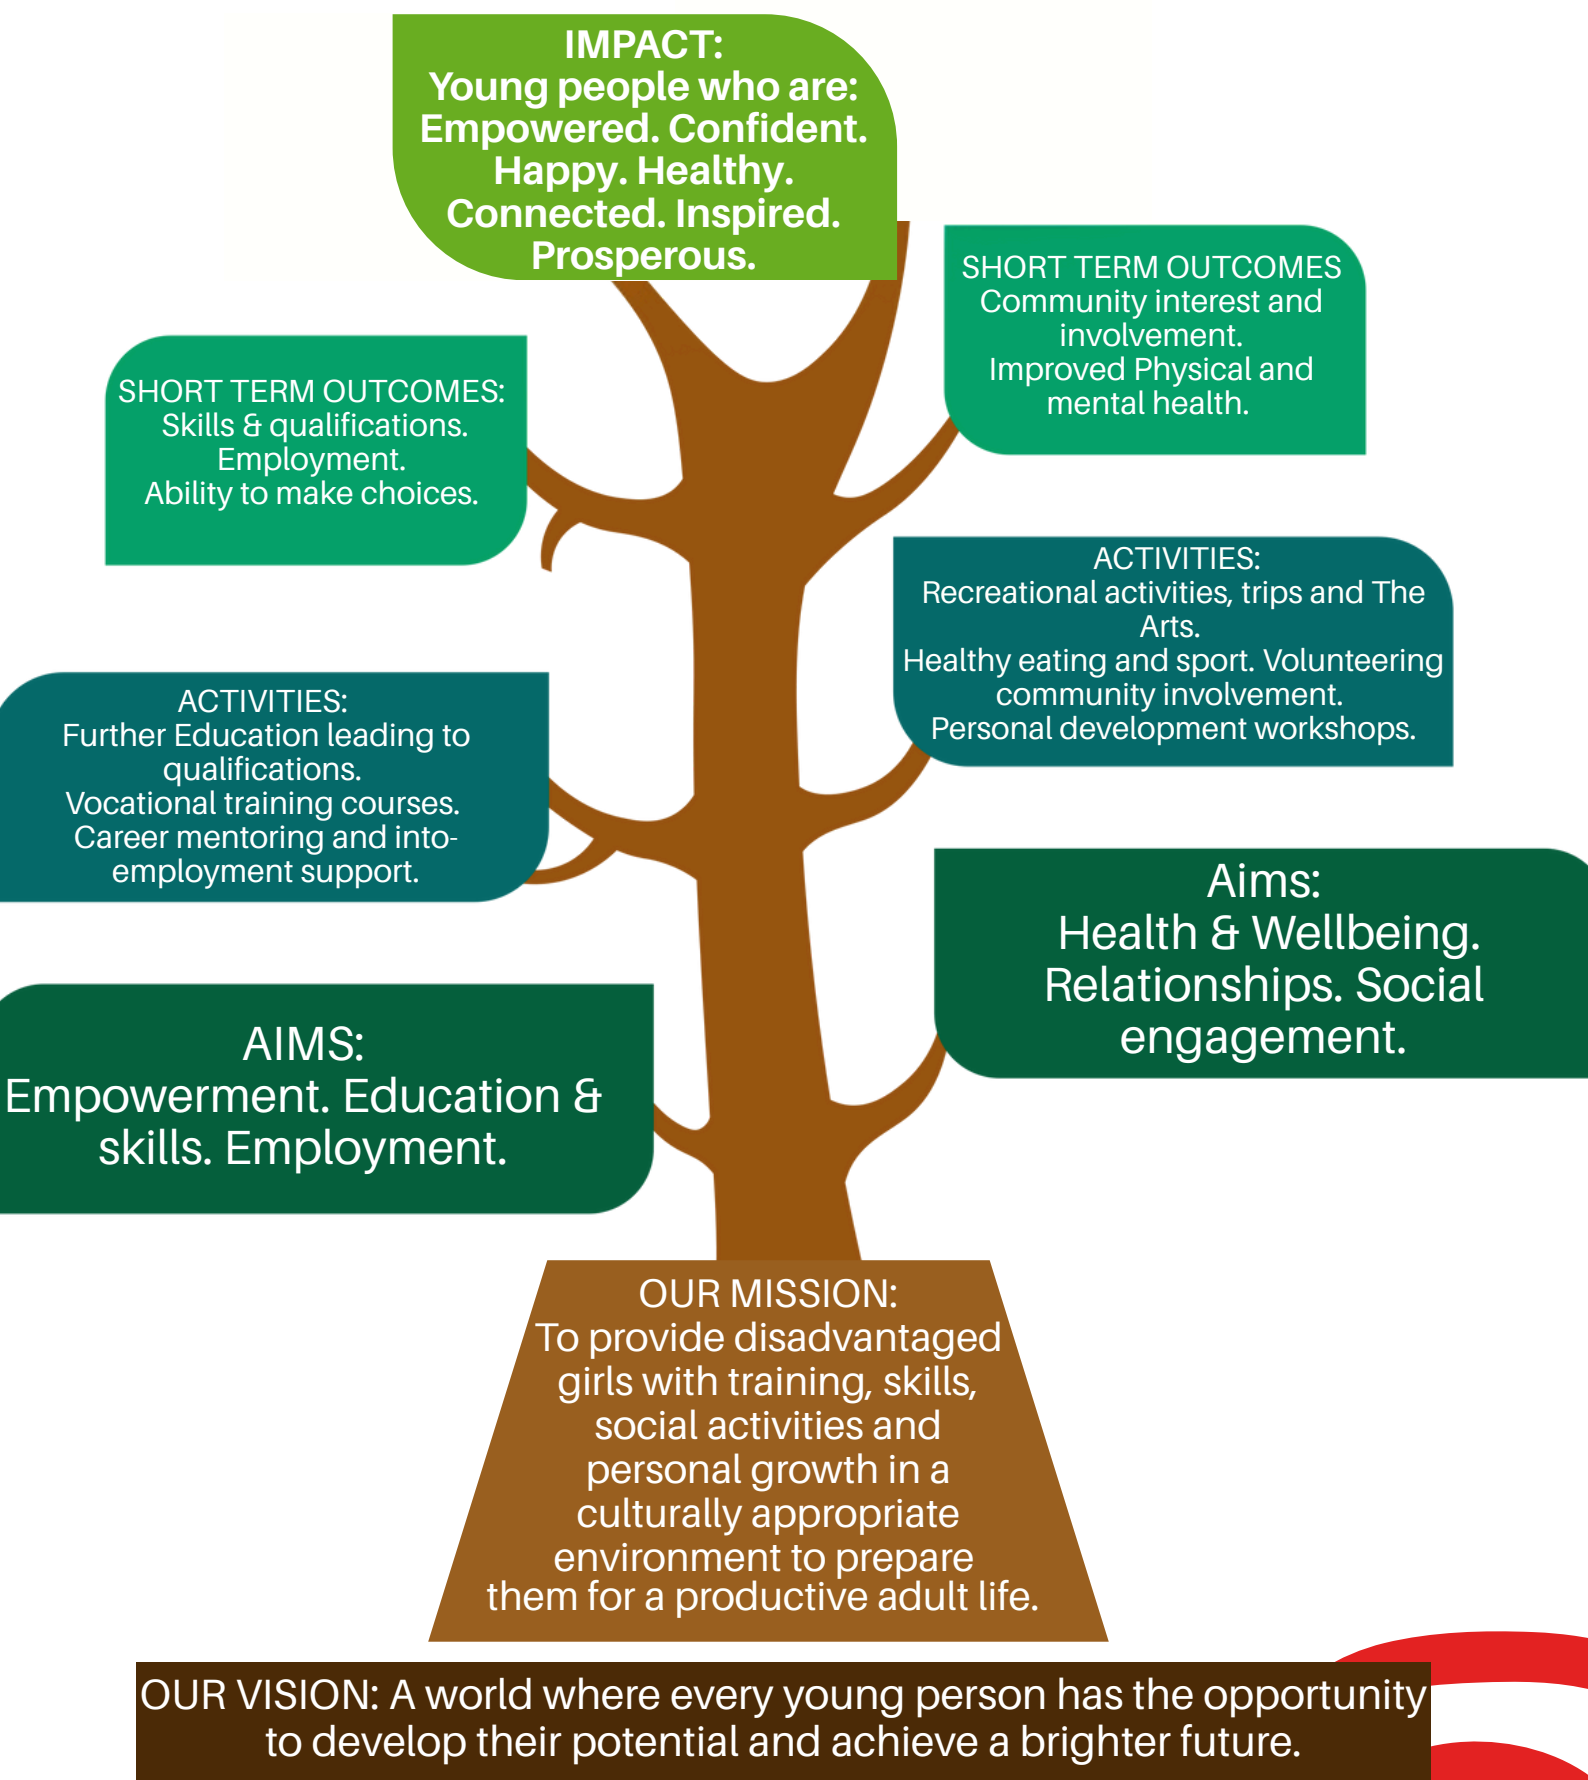 IMPACT:
Young people who are:
Empowered. Confident.
Happy. Healthy.
Connected. Inspired.
Prosperous.
SHORT TERM OUTCOMES
Community interest and
involvement.
Improved Physical and
mental health.
SHORT TERM OUTCOMES:
Skills & qualifications.
Employment.
Ability to make choices.
ACTIVITIES:
Recreational activities, trips and The
Arts.
Healthy eating and sport. Volunteering
community involvement.
Personal development workshops.
ACTIVITIES:
Further Education leading to
qualifications.
Vocational training courses.
Career mentoring and into-
employment support.
Aims:
Health & Wellbeing.
Relationships. Social
engagement.
AIMS:
Empowerment. Education &
skills. Employment.
OUR MISSION:
To provide disadvantaged
girls with training, skills,
social activities and
personal growth in a
culturally appropriate
environment to prepare
them for a productive adult life.
OUR VISION: A world where every young person has the opportunity
to develop their potential and achieve a brighter future.